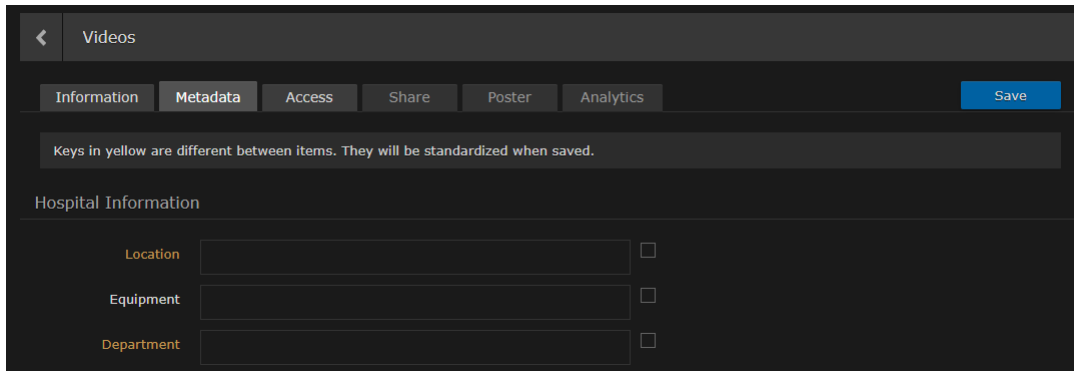 Videos
Information Metadata Access Share Poster Analytics Save
Keys in yellow are different between items. They will be standardized when saved.
Hospital Information
Location
Equipment
Department